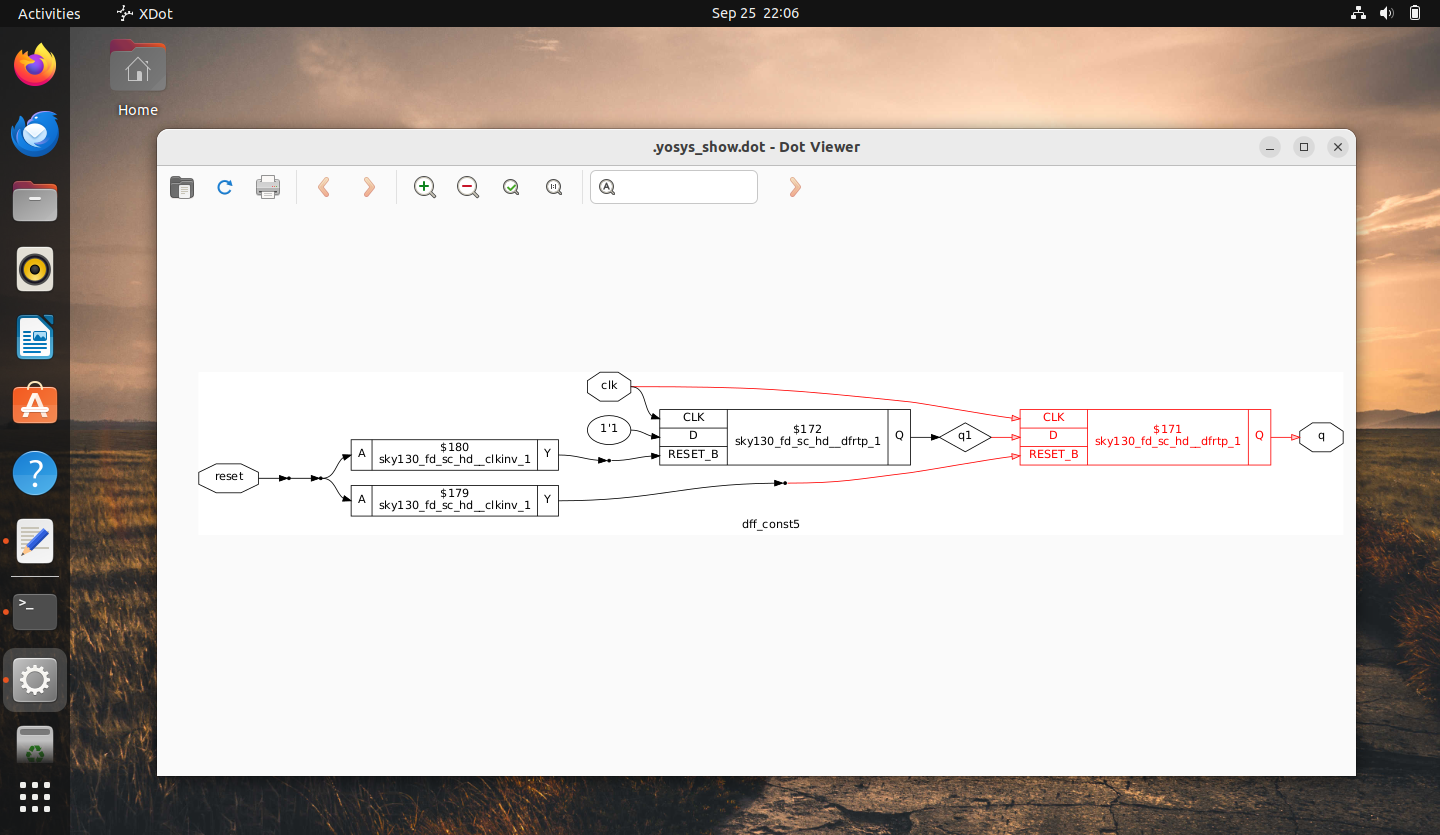 Activities
XDot
Sep 25 22:06
Home
.yosys_show.dot - Dot Viewer
clk
1'1
reset
A
$180
sky130_fd_sc_hd__clkinv_1
Y
A
$179
sky130_fd_sc_hd__clkinv_1
Y
CLK
D
RESET_B
$172
sky130_fd_sc_hd__dfrtp_1
Q
q1
CLK
D
RESET_B
$171
sky130_fd_sc_hd__dfrtp_1
Q
q
dff_const5